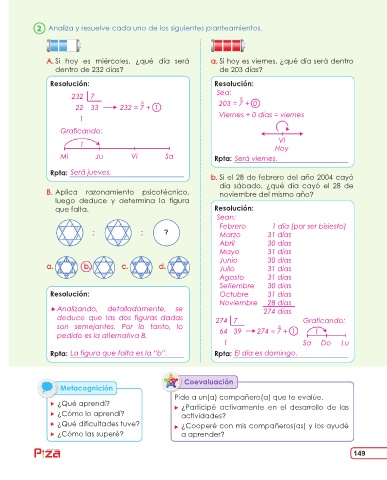 2 Analiza y resuelve cada uno de los siguientes planteamientos.
A. Si hoy es miércoles, ¿qué día será
dentro de 232 días?
Resolución:
232 7
22 33 → 232 = 7° + 1
1
Graficando:
1
Mi Ju Vi Sa
Rpta: Será jueves.
B. Aplica razonamiento psicotécnico,
luego deduce y determina la figura
que falta.
: : ?
a. b. c. d.
Resolución:
Analizando, detalladamente, se
deduce que las dos figuras dadas
son semejantes. Por lo tanto, lo
pedido es la alternativa B.
Rpta: La figura que falta es la "b".
a. Si hoy es viernes, ¿qué día será dentro
de 203 días?
Resolución:
Sea:
203 = 7° + 0
Viernes + 0 días = viernes
Vi
Hoy
Rpta: Será viernes.
b. Si el 28 de febrero del año 2004 cayó
día sábado, ¿qué día cayó el 28 de
noviembre del mismo año?
Resolución:
Sean:
Febrero 1 día (por ser bisiesto)
Marzo 31 días
Abril 30 días
Mayo 31 días
Junio 30 días
Julio 31 días
Agosto 31 días
Setiembre 30 días
Octubre 31 días
Noviembre 28 días
274 días
274 7 Graficando:
64 39 → 274 = 7° + 1 1
1 Sa Do Lu
Rpta: El día es domingo.
Metacognición
¿Qué aprendí?
¿Cómo lo aprendí?
¿Qué dificultades tuve?
¿Cómo las superé?
Coevaluación
Pide a un(a) compañero(a) que te evalúe.
¿Participé activamente en el desarrollo de las
actividades?
¿Cooperé con mis compañeros(as) y los ayudé
a aprender?
149